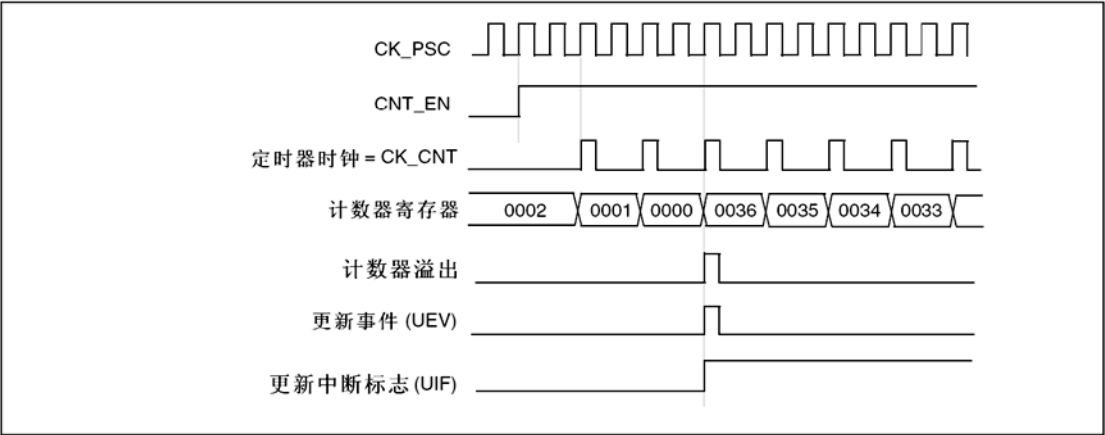 CK_PSC
CNT_EN
定时器时钟 = CK_CNT
计数器寄存器 0002 0001 0000 0036 0035 0034 0033
计数器溢出
更新事件 (UEV)
更新中断标志 (UIF)